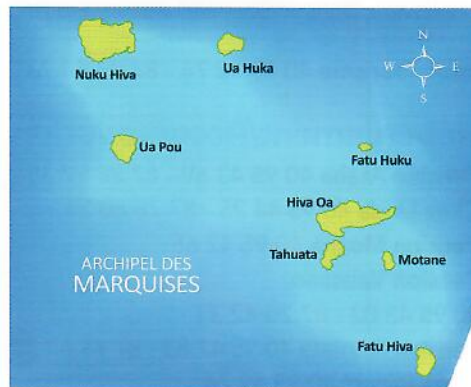 N
W E
S
Nuku Hiva
Ua Huka
Ua Pou
Fatu Huku
Hiva Oa
Tahuata
Motane
ARCHIPEL DES
MARQUISES
Fatu Hiva